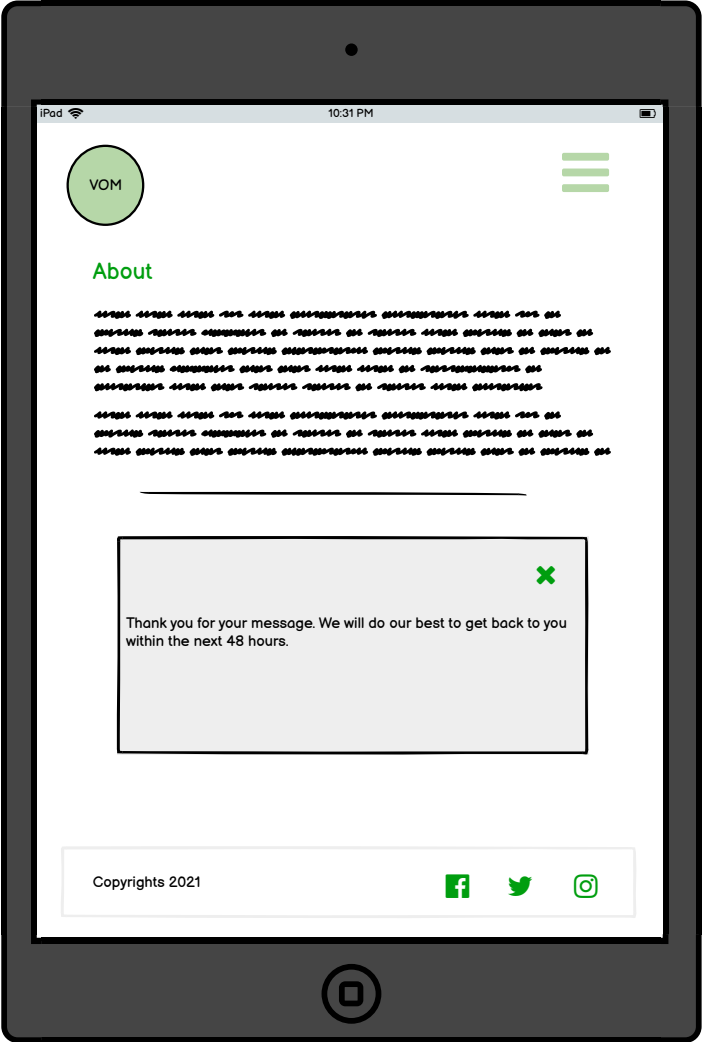 iPad
10:31 PM
VOM
About
Thank you for your message. We will do our best to get back to you
within the next 48 hours.
Copyrights 2021